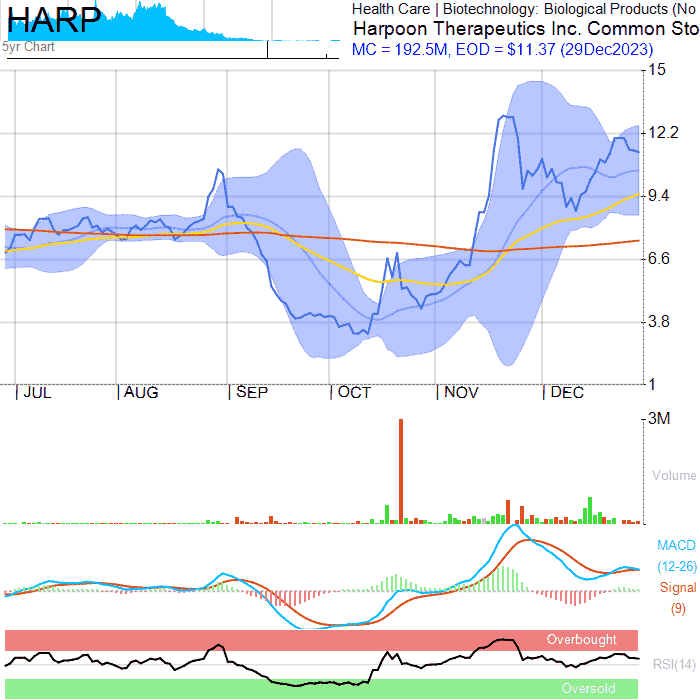 HARP
5yr Chart
Health Care | Biotechnology: Biological Products (No
Harpoon Therapeutics Inc. Common Sto
MC = 192.5M, EOD = $11.37 (29Dec2023)
15
12.2
9.4
6.6
3.8
1
|JUL |AUG |SEP |OCT |NOV |DEC
3M
Volume
MACD
(12-26)
Signal
(9)
Overbought
RSI(14)
Oversold